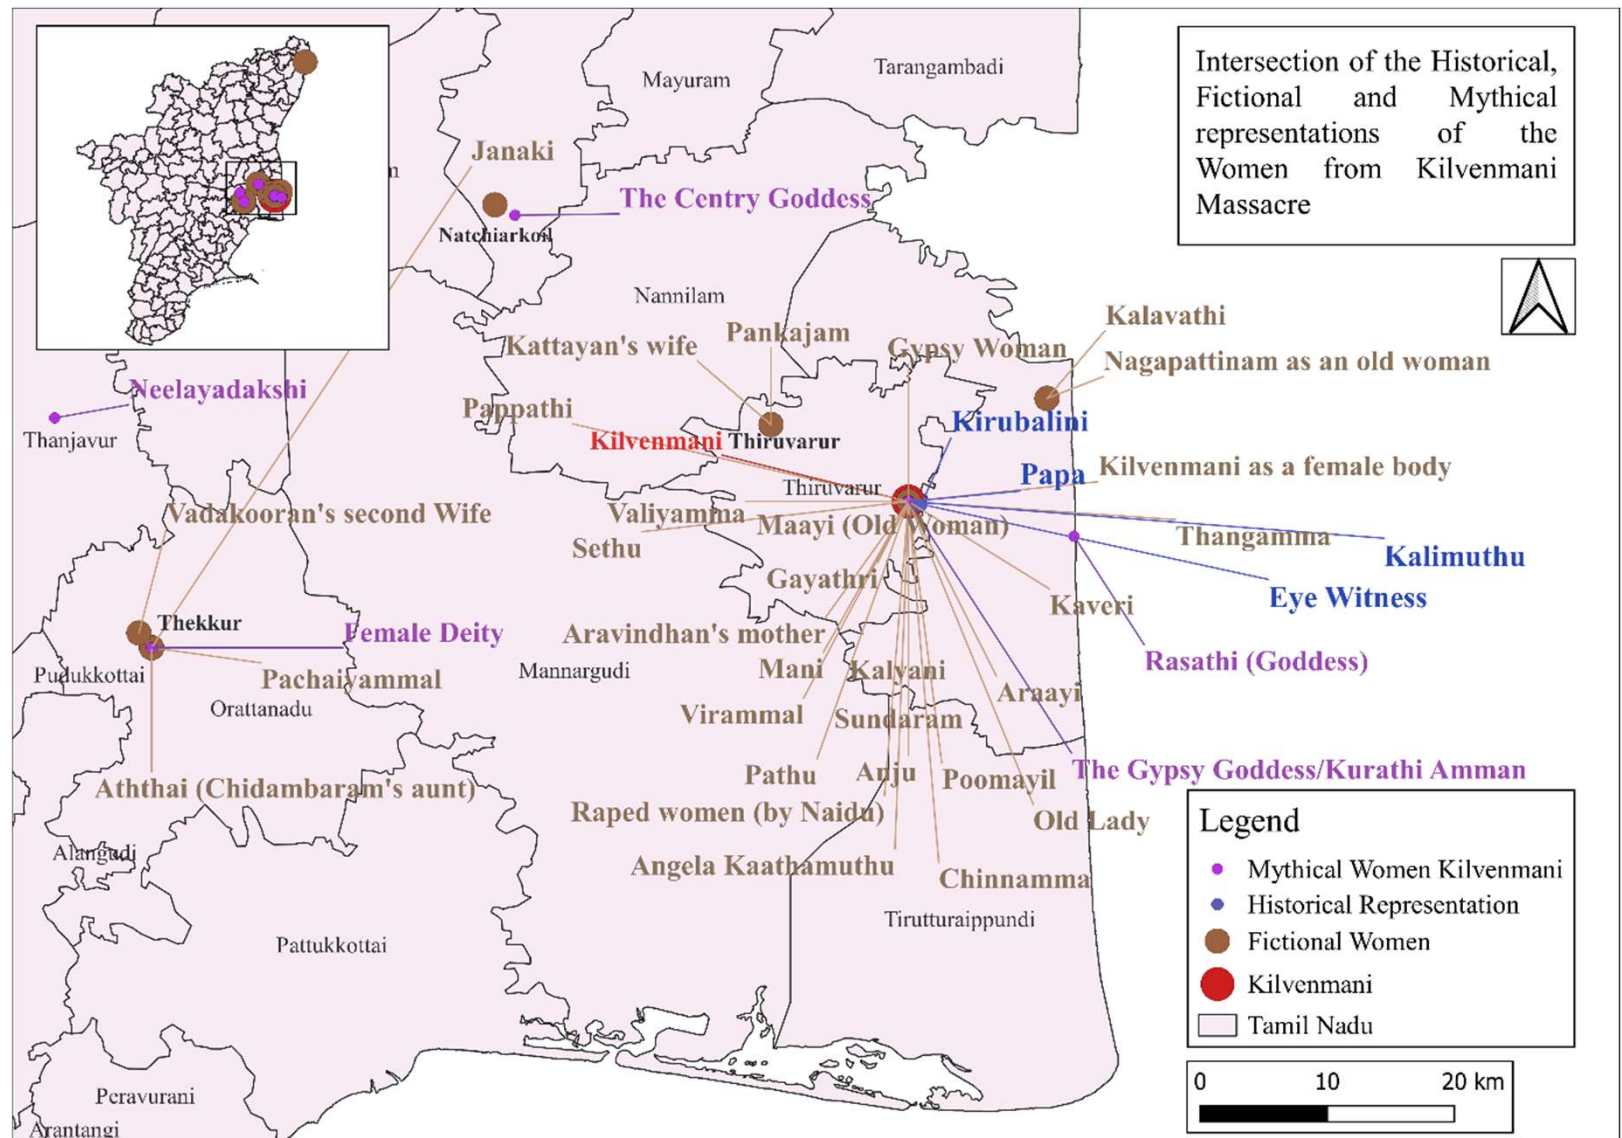 Mayuram
Tarangambadi
Intersection of the Historical,
Fictional and Mythical
representations of the
Women from Kilvenmani
Massacre
Janaki
n
The Centry Goddess
Natchiarkoil
Nannilam
Kalavathi
Pankajam
Kattayan's wife
Gypsy Woman
Nagapattinam as an old woman
Neelayadakshi
Pappathi
Kirubalini
Thanjavur
Kilvenmani
Thiruvarur
Kilvenmani as a female body
Papa
Thiruvarur
Vadakooran's second Wife
Valiyamma
Maayi (Old Woman)
Thangamma
Sethu
Kalimuthu
Gayathri
Eye Witness
Kaveri
Thekkur
Female Deity
Aravindhan's mother
Rasathi (Goddess)
Pudukkottai
Pachaiyammal
Mannargudi
Mani
Kalyani
Araayi
Orattanadu
Virammal
Sundaram
Aththai (Chidambaram's aunt)
Pathu
Anju
Poomayil
The Gypsy Goddess/Kurathi Amman
Raped women (by Naidu)
Old Lady
Alangudi
Angela Kaathamuthu
Chinnamma
Tirutturaippundi
Pattukkottai
Peravurani
Arantangi
Legend
Mythical Women Kilvenmani
Historical Representation
Fictional Women
Kilvenmani
Tamil Nadu
0 10 20 km